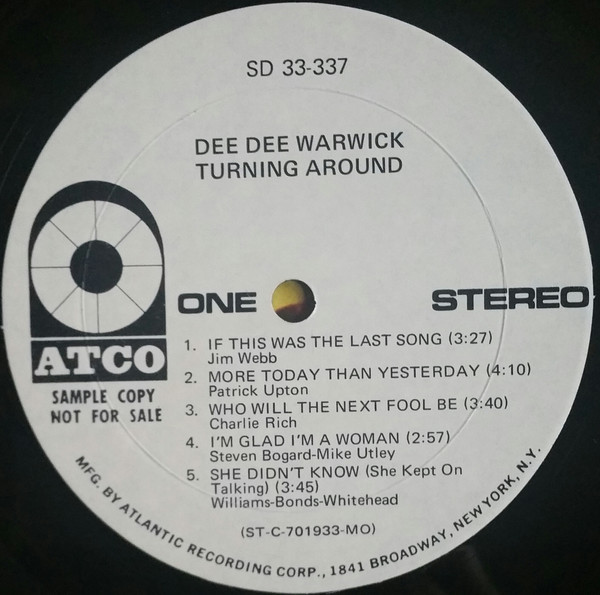 SD 33-337
DEE DEE WARWICK
TURNING AROUND
ATCO
SAMPLE COPY
NOT FOR SALE
ONE
STEREO
1. IF THIS WAS THE LAST SONG (3:27)
Jim Webb
2. MORE TODAY THAN YESTERDAY (4:10)
Patrick Upton
3. WHO WILL THE NEXT FOOL BE (3:40)
Charlie Rich
4. I'M GLAD I'M A WOMAN (2:57)
Steven Bogard-Mike Utley
5. SHE DIDN'T KNOW (She Kept On
Talking) (3:45)
Williams-Bonds-Whitehead
(ST-C-701933-MO)
MFG. BY ATLANTIC RECORDING CORP., 1841 BROADWAY, NEW YORK, N.Y.